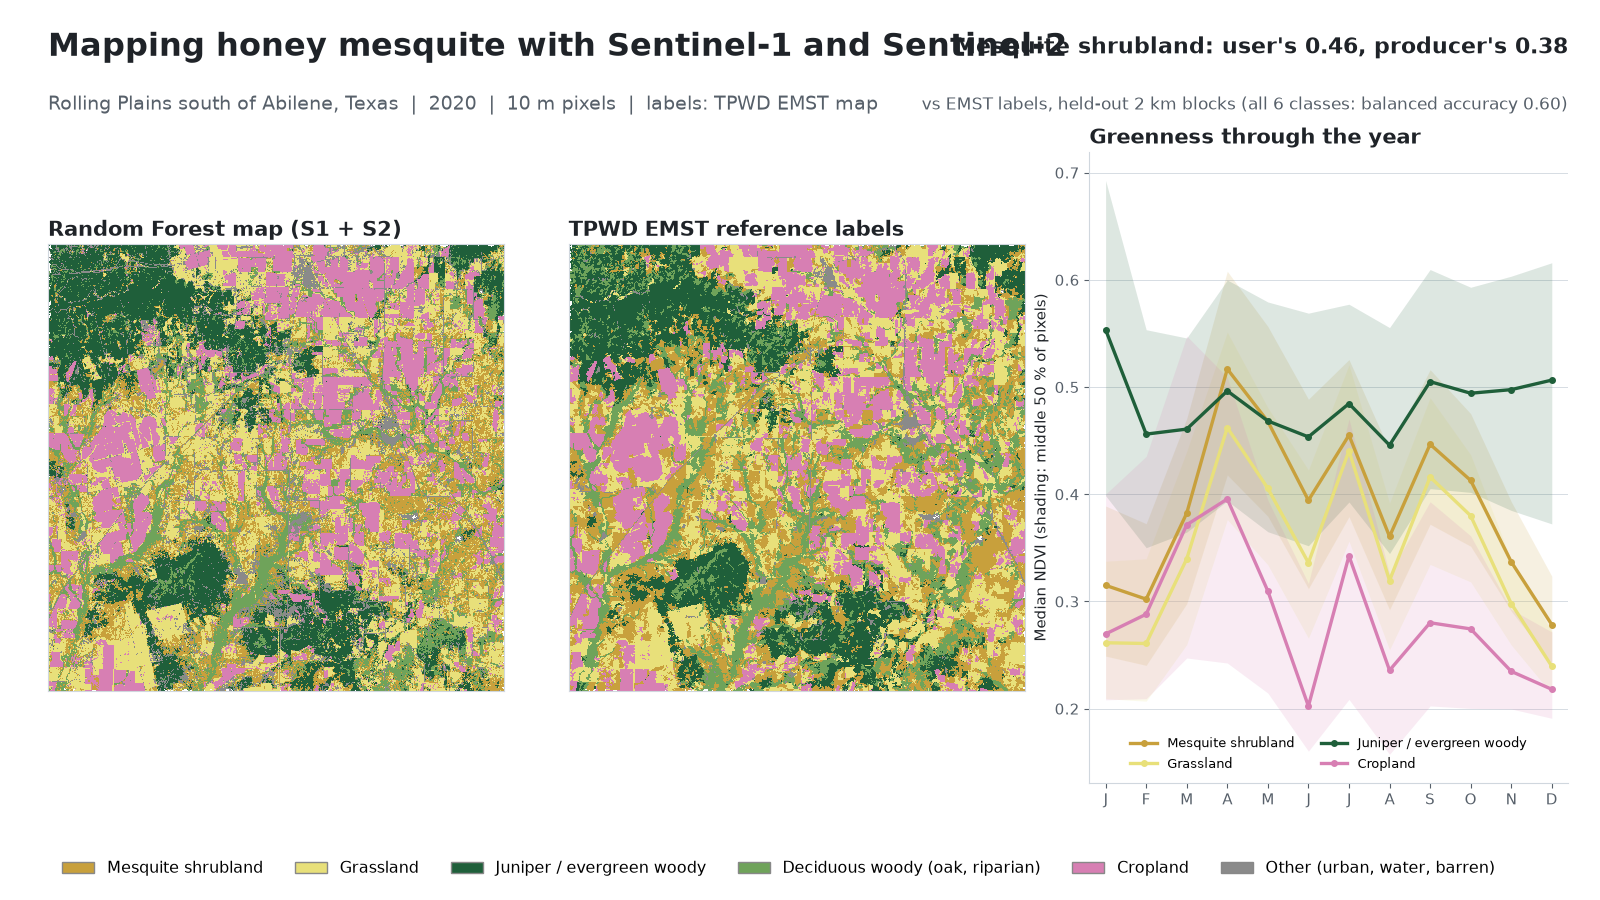 Mapping honey mesquite with Sentinel-1 and Sentinel-2
Mesquite shrubland: user's 0.46, producer's 0.38
Rolling Plains south of Abilene, Texas | 2020 | 10 m pixels | labels: TPWD EMST map
vs EMST labels, held-out 2 km blocks (all 6 classes: balanced accuracy 0.60)
Random Forest map (S1 + S2)
TPWD EMST reference labels
Greenness through the year
Median NDVI (shading: middle 50 % of pixels)
0.7
0.6
0.5
0.4
0.3
0.2
Mesquite shrubland
Grassland
Juniper / evergreen woody
Cropland
J F M A M J J A S O N D
Mesquite shrubland
Grassland
Juniper / evergreen woody
Deciduous woody (oak, riparian)
Cropland
Other (urban, water, barren)